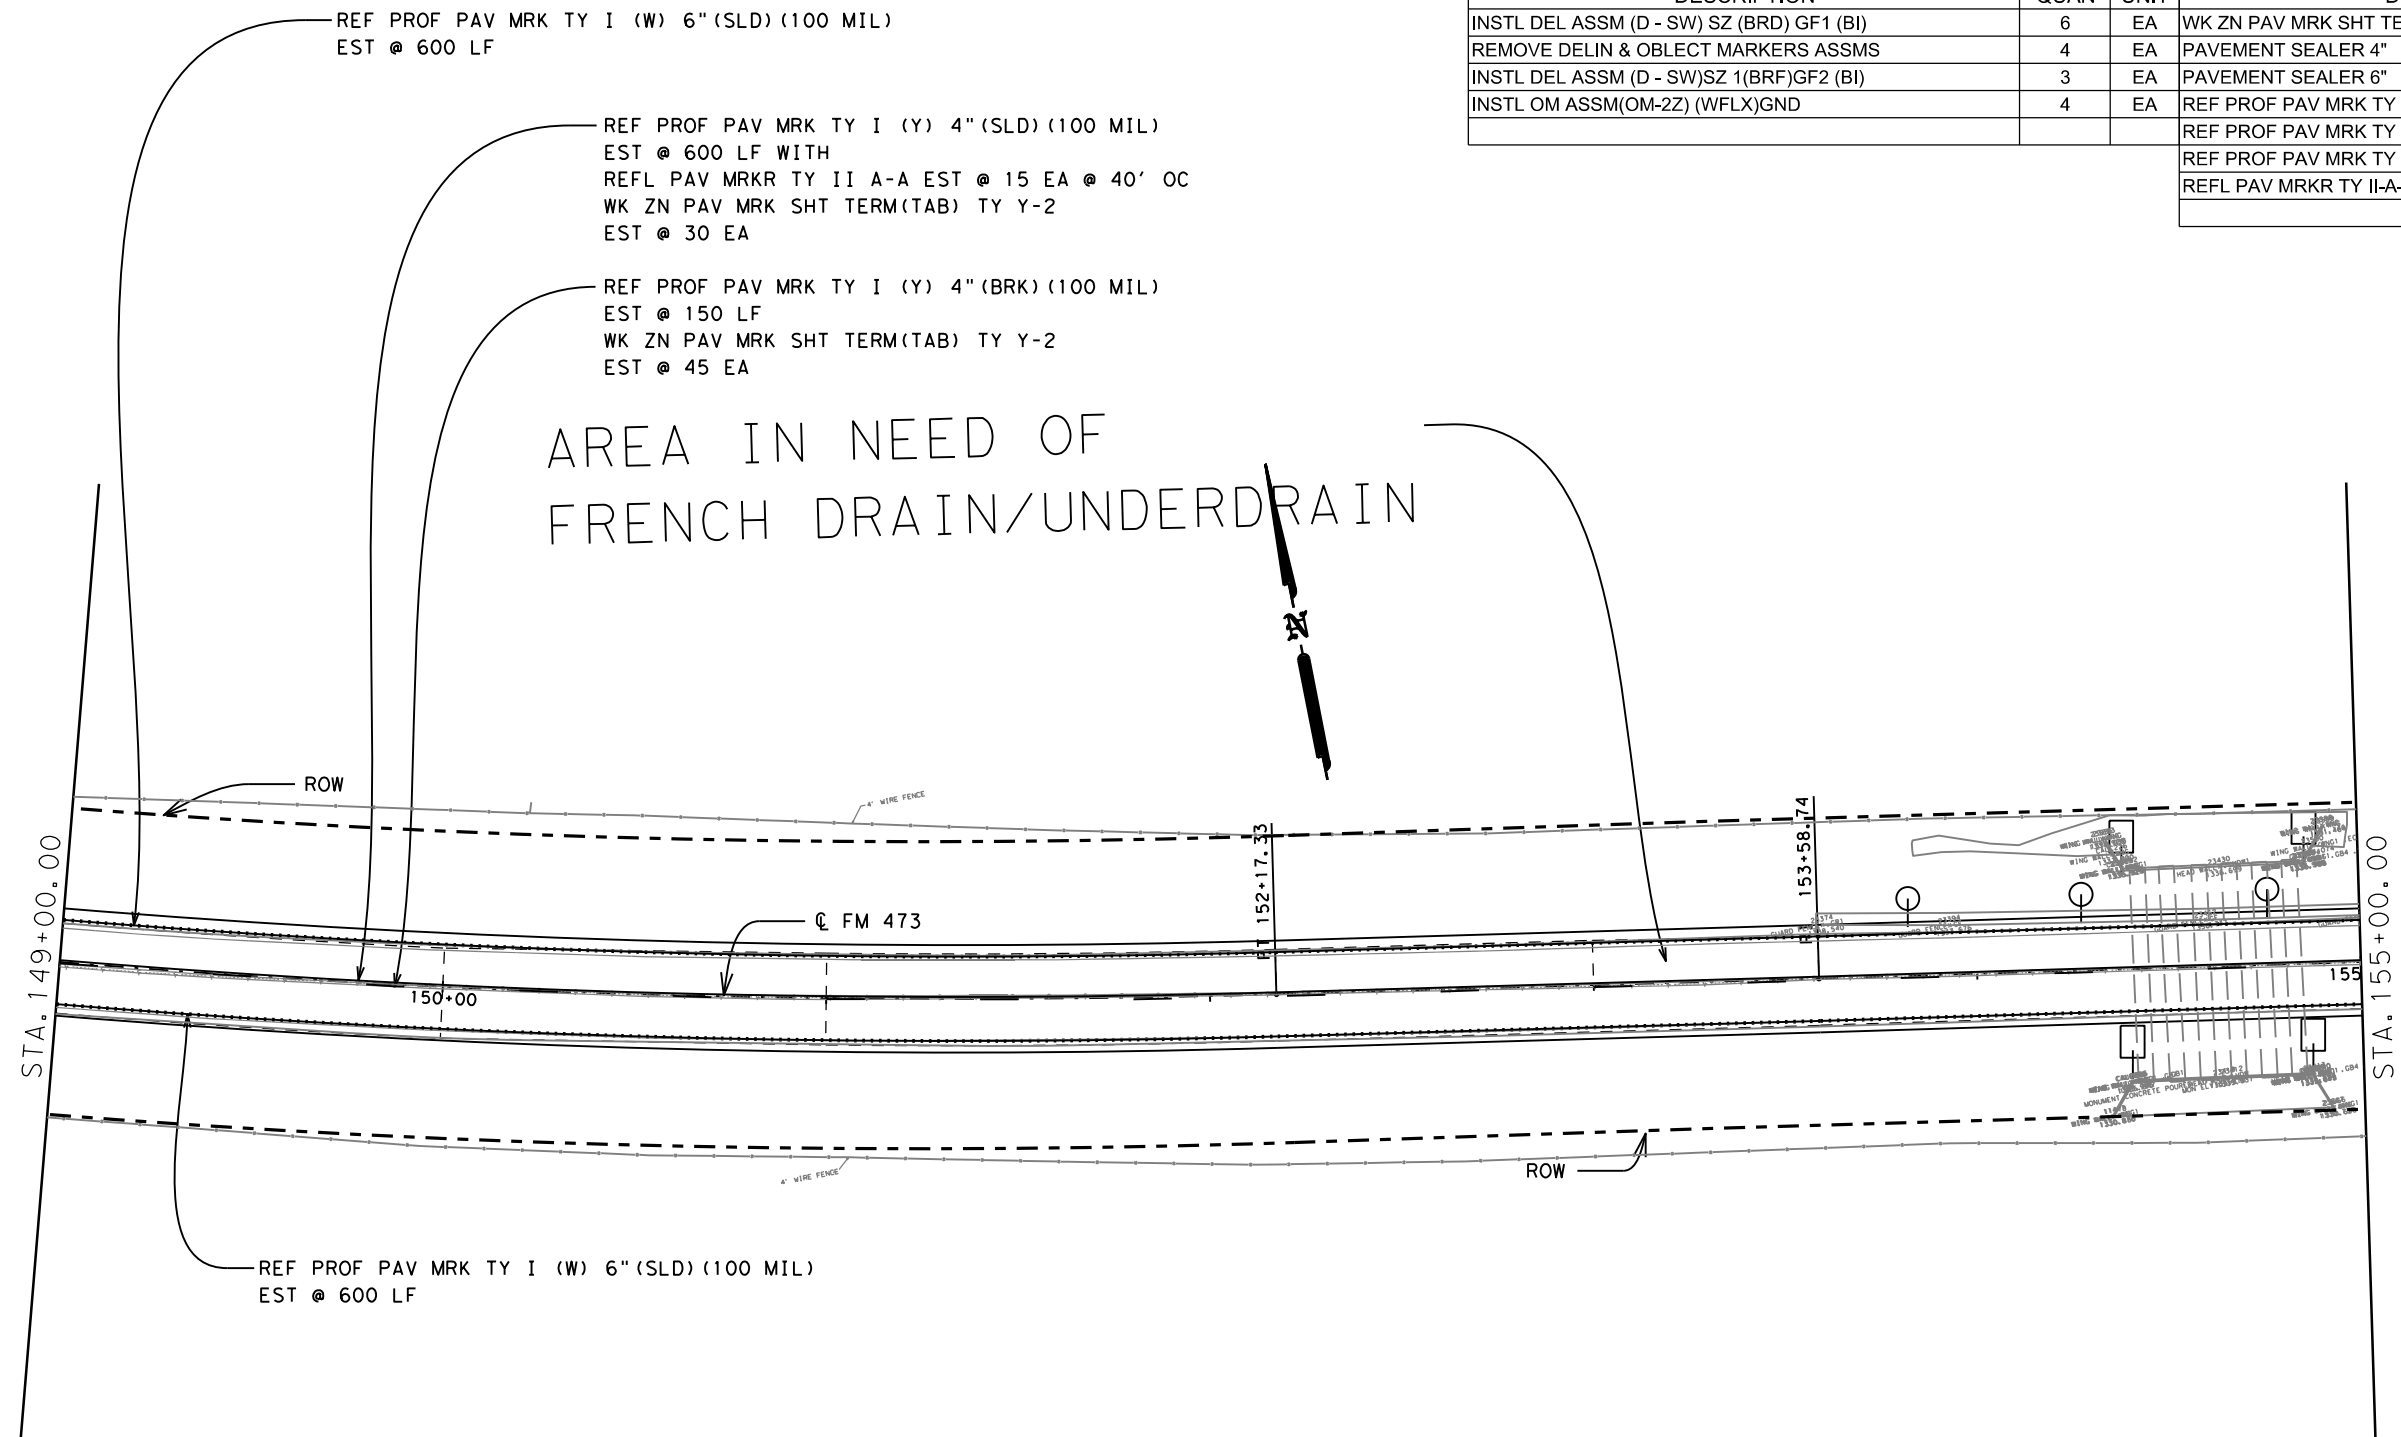 REF PROF PAV MRK TY I (W) 6"(SLD)(100 MIL)
EST @ 600 LF
REF PROF PAV MRK TY I (Y) 4"(SLD)(100 MIL)
EST @ 600 LF WITH
REFL PAV MRKR TY II A-A EST @ 15 EA @ 40' OC
WK ZN PAV MRK SHT TERM(TAB) TY Y-2
EST @ 30 EA
REF PROF PAV MRK TY I (Y) 4"(BRK)(100 MIL)
EST @ 150 LF
WK ZN PAV MRK SHT TERM(TAB) TY Y-2
EST @ 45 EA
DESCRIPTION QUAN UNIT
INSTL DEL ASSM (D - SW) SZ (BRD) GF1 (BI) 6 EA WK ZN PAV MRK SHT TE
REMOVE DELIN & OBLECT MARKERS ASSMS 4 EA PAVEMENT SEALER 4"
INSTL DEL ASSM (D - SW)SZ 1(BRF)GF2 (BI) 3 EA PAVEMENT SEALER 6"
INSTL OM ASSM(OM-2Z) (WFLX)GND 4 EA REF PROF PAV MRK TY
REF PROF PAV MRK TY
REF PROF PAV MRK TY
REFL PAV MRKR TY II-A-
AREA IN NEED OF
FRENCH DRAIN/UNDERDRAIN
N
ROW
4' WIRE FENCE
STA.149+00.00
℄ FM 473
150+00
PT 152+17.33
153+58.74
23430
155
STA.155+00.00
4' WIRE FENCE
ROW
REF PROF PAV MRK TY I (W) 6"(SLD)(100 MIL)
EST @ 600 LF